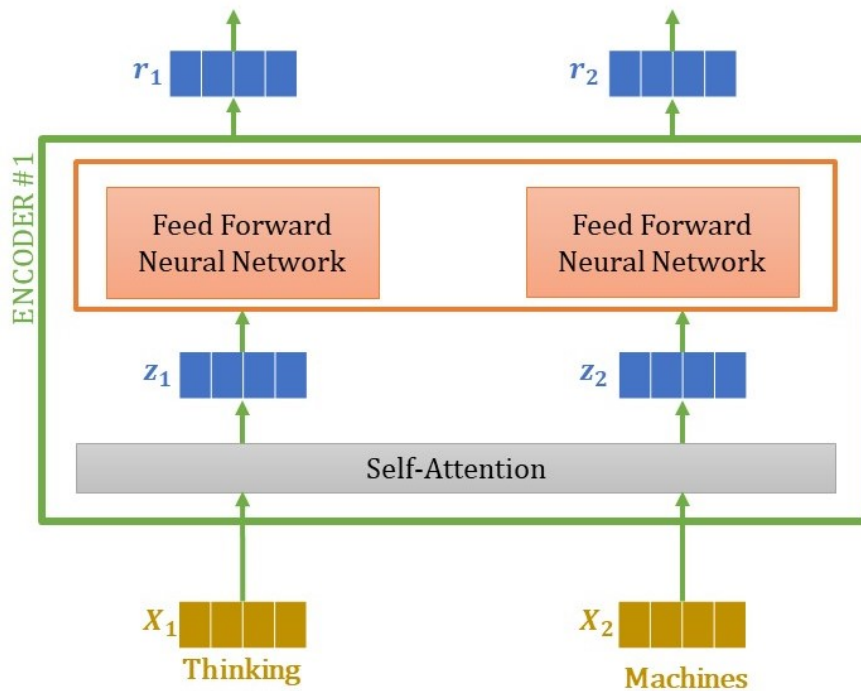 r₁
r₂
ENCODER #1
Feed Forward
Neural Network
Feed Forward
Neural Network
z₁
z₂
Self-Attention
X₁
X₂
Thinking
Machines